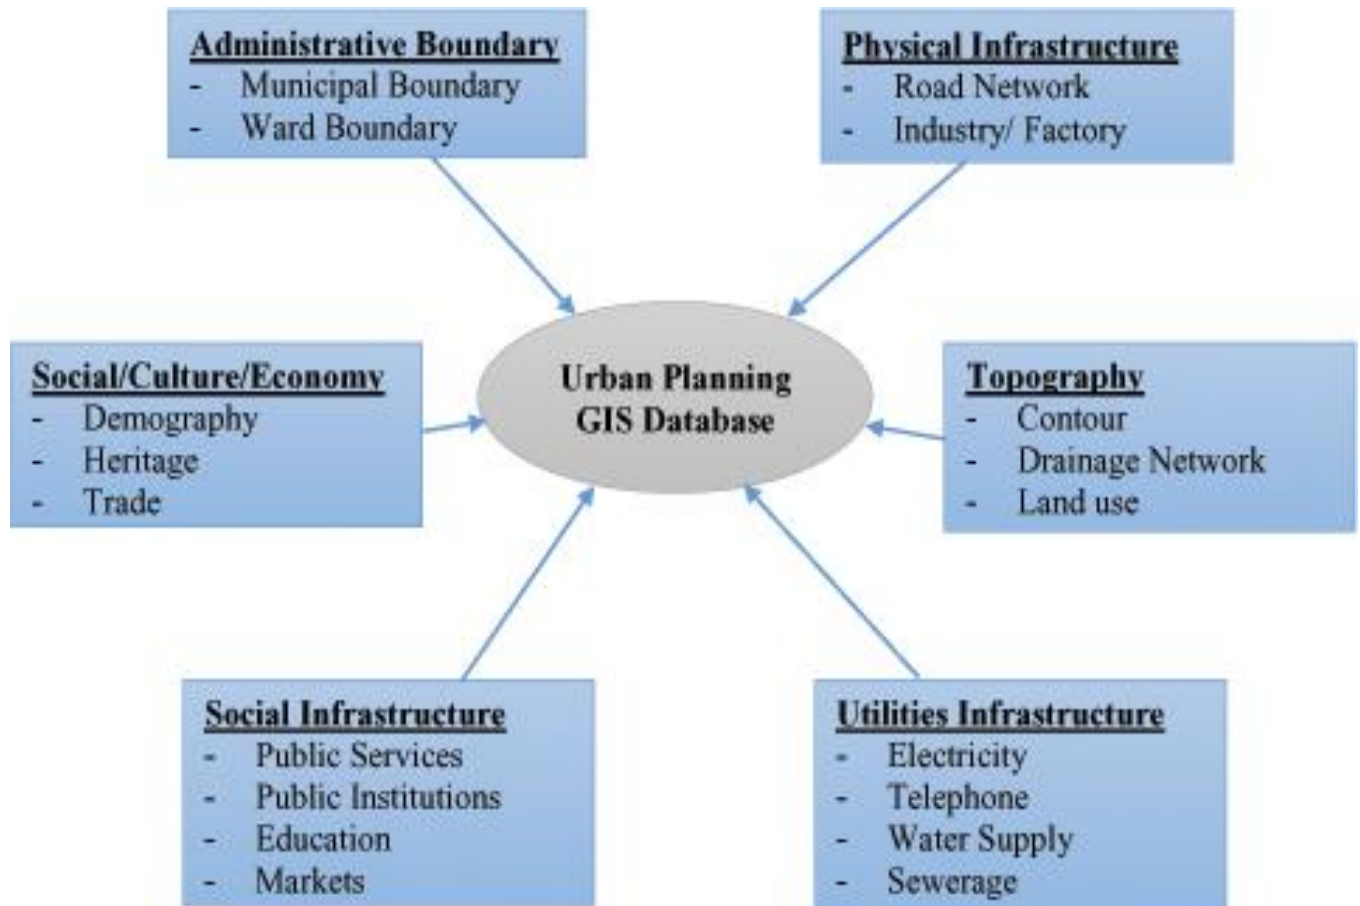 Administrative Boundary
- Municipal Boundary
- Ward Boundary
Physical Infrastructure
- Road Network
- Industry/ Factory
Social/Culture/Economy
- Demography
- Heritage
- Trade
Urban Planning
GIS Database
Topography
- Contour
- Drainage Network
- Land use
Social Infrastructure
- Public Services
- Public Institutions
- Education
- Markets
Utilities Infrastructure
- Electricity
- Telephone
- Water Supply
- Sewerage